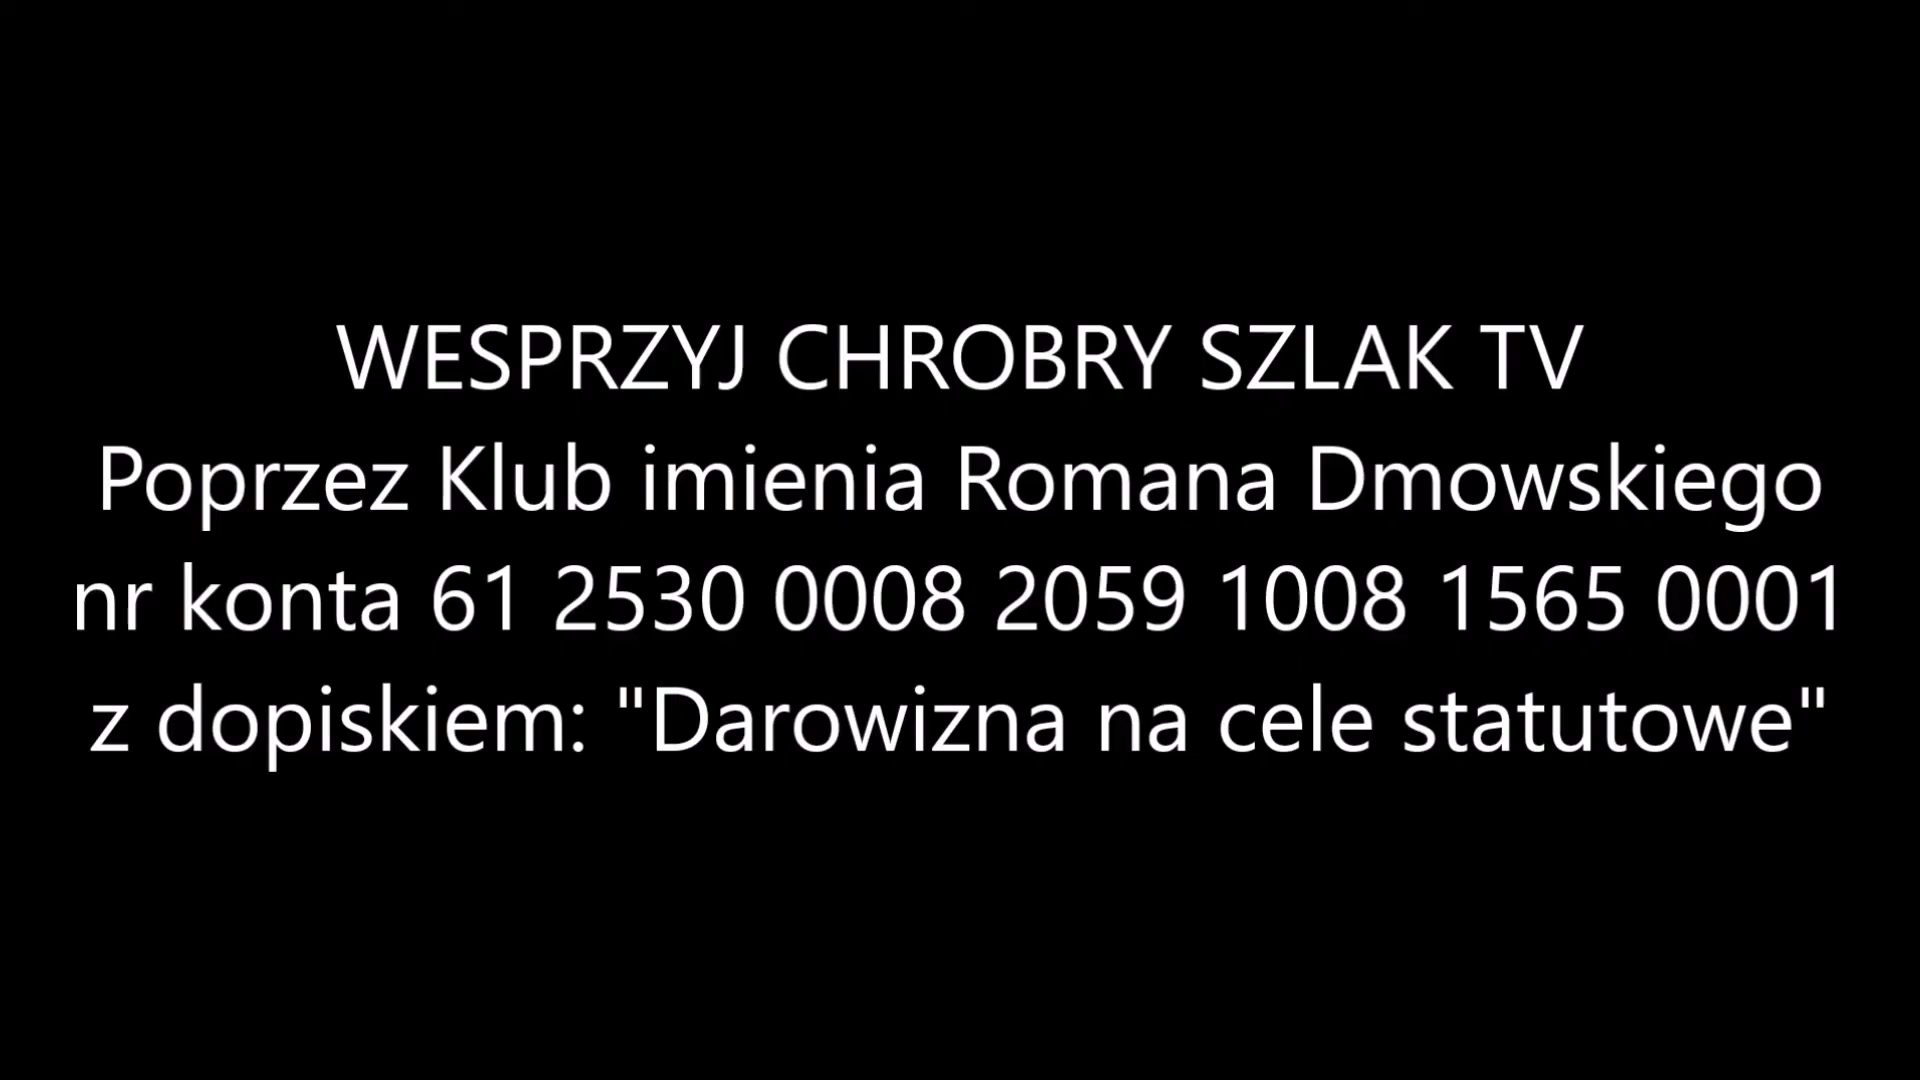 WESPRZYJ CHROBRY SZLAK TV
Poprzez Klub imienia Romana Dmowskiego
nr konta 61 2530 0008 2059 1008 1565 0001
z dopiskiem: "Darowizna na cele statutowe"